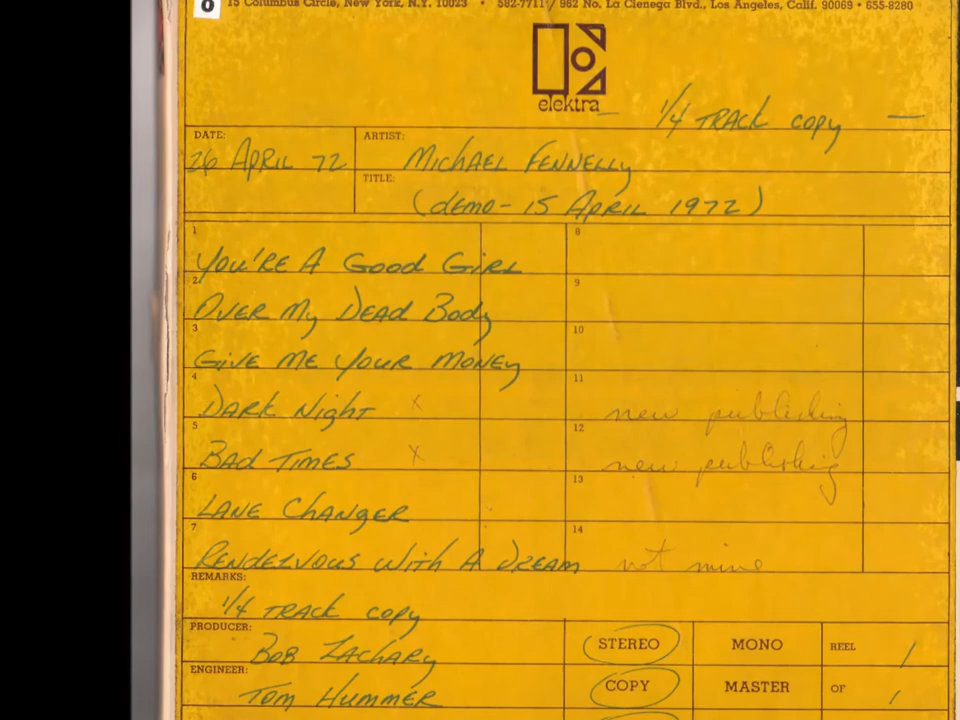 8 15 Columbus Circle, New York, N.Y. 10023 • 582-7711 / 962 No. La Cienega Blvd., Los Angeles, Calif. 90069 • 655-8280
elektra
1/4 TRACK COPY —
DATE: ARTIST:
26 APRIL 72 MICHAEL FENNELLY
TITLE:
(DEMO - 15 APRIL 1972)
1 8
YOU'RE A GOOD GIRL
2 9
OVER MY DEAD BODY
3 10
GIVE ME YOUR MONEY
4 11
DARK NIGHT X new publishing
5 12
BAD TIMES X new publishing
6 13
LANE CHANGER
7 14
RENDEZVOUS WITH A DREAM not mine
REMARKS:
1/4 TRACK COPY
PRODUCER:
BOB ZACHARY STEREO MONO REEL 1
ENGINEER:
TOM HUMMER COPY MASTER OF 1